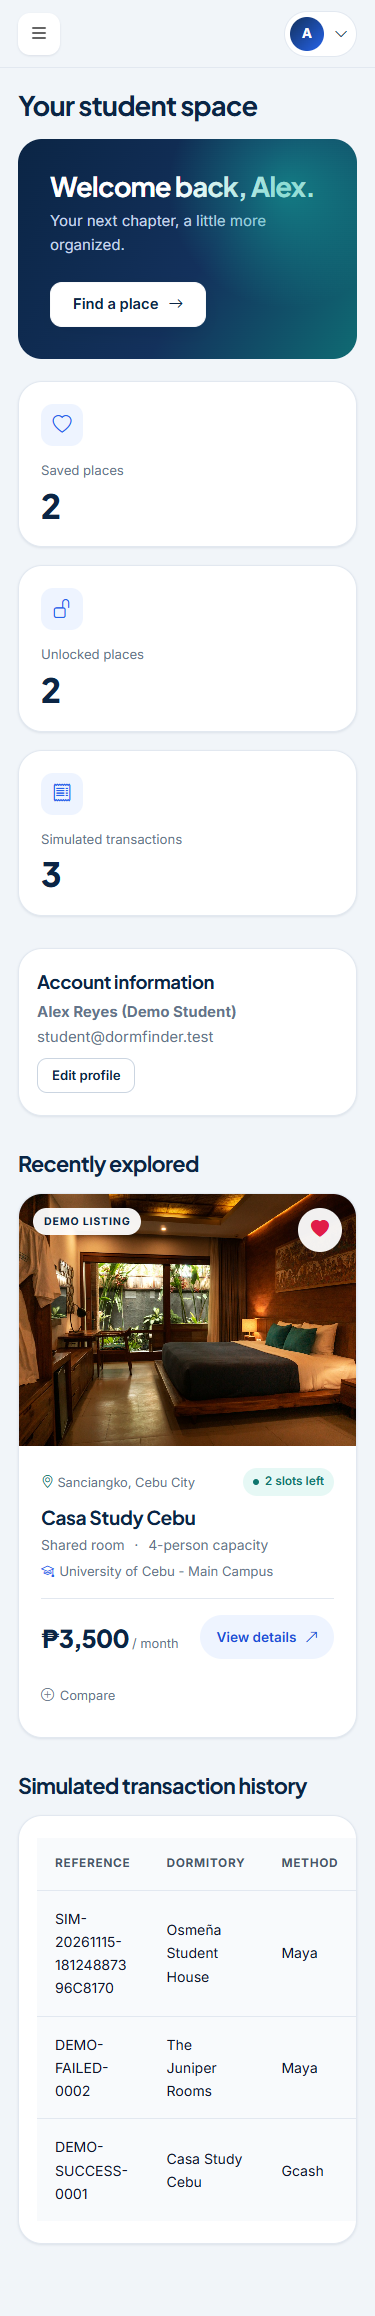 A
Your student space
Welcome back, Alex.
Your next chapter, a little more
organized.
Find a place →
Saved places
2
Unlocked places
2
Simulated transactions
3
Account information
Alex Reyes (Demo Student)
student@dormfinder.test
Edit profile
Recently explored
DEMO LISTING
Sanciangko, Cebu City
2 slots left
Casa Study Cebu
Shared room · 4-person capacity
University of Cebu - Main Campus
₱3,500 / month
View details ↗
Compare
Simulated transaction history
REFERENCE DORMITORY METHOD
SIM-
20261115-
181248873
96C8170
Osmeña
Student
House
Maya
DEMO-
FAILED-
0002
The
Juniper
Rooms
Maya
DEMO-
SUCCESS-
0001
Casa Study
Cebu
Gcash